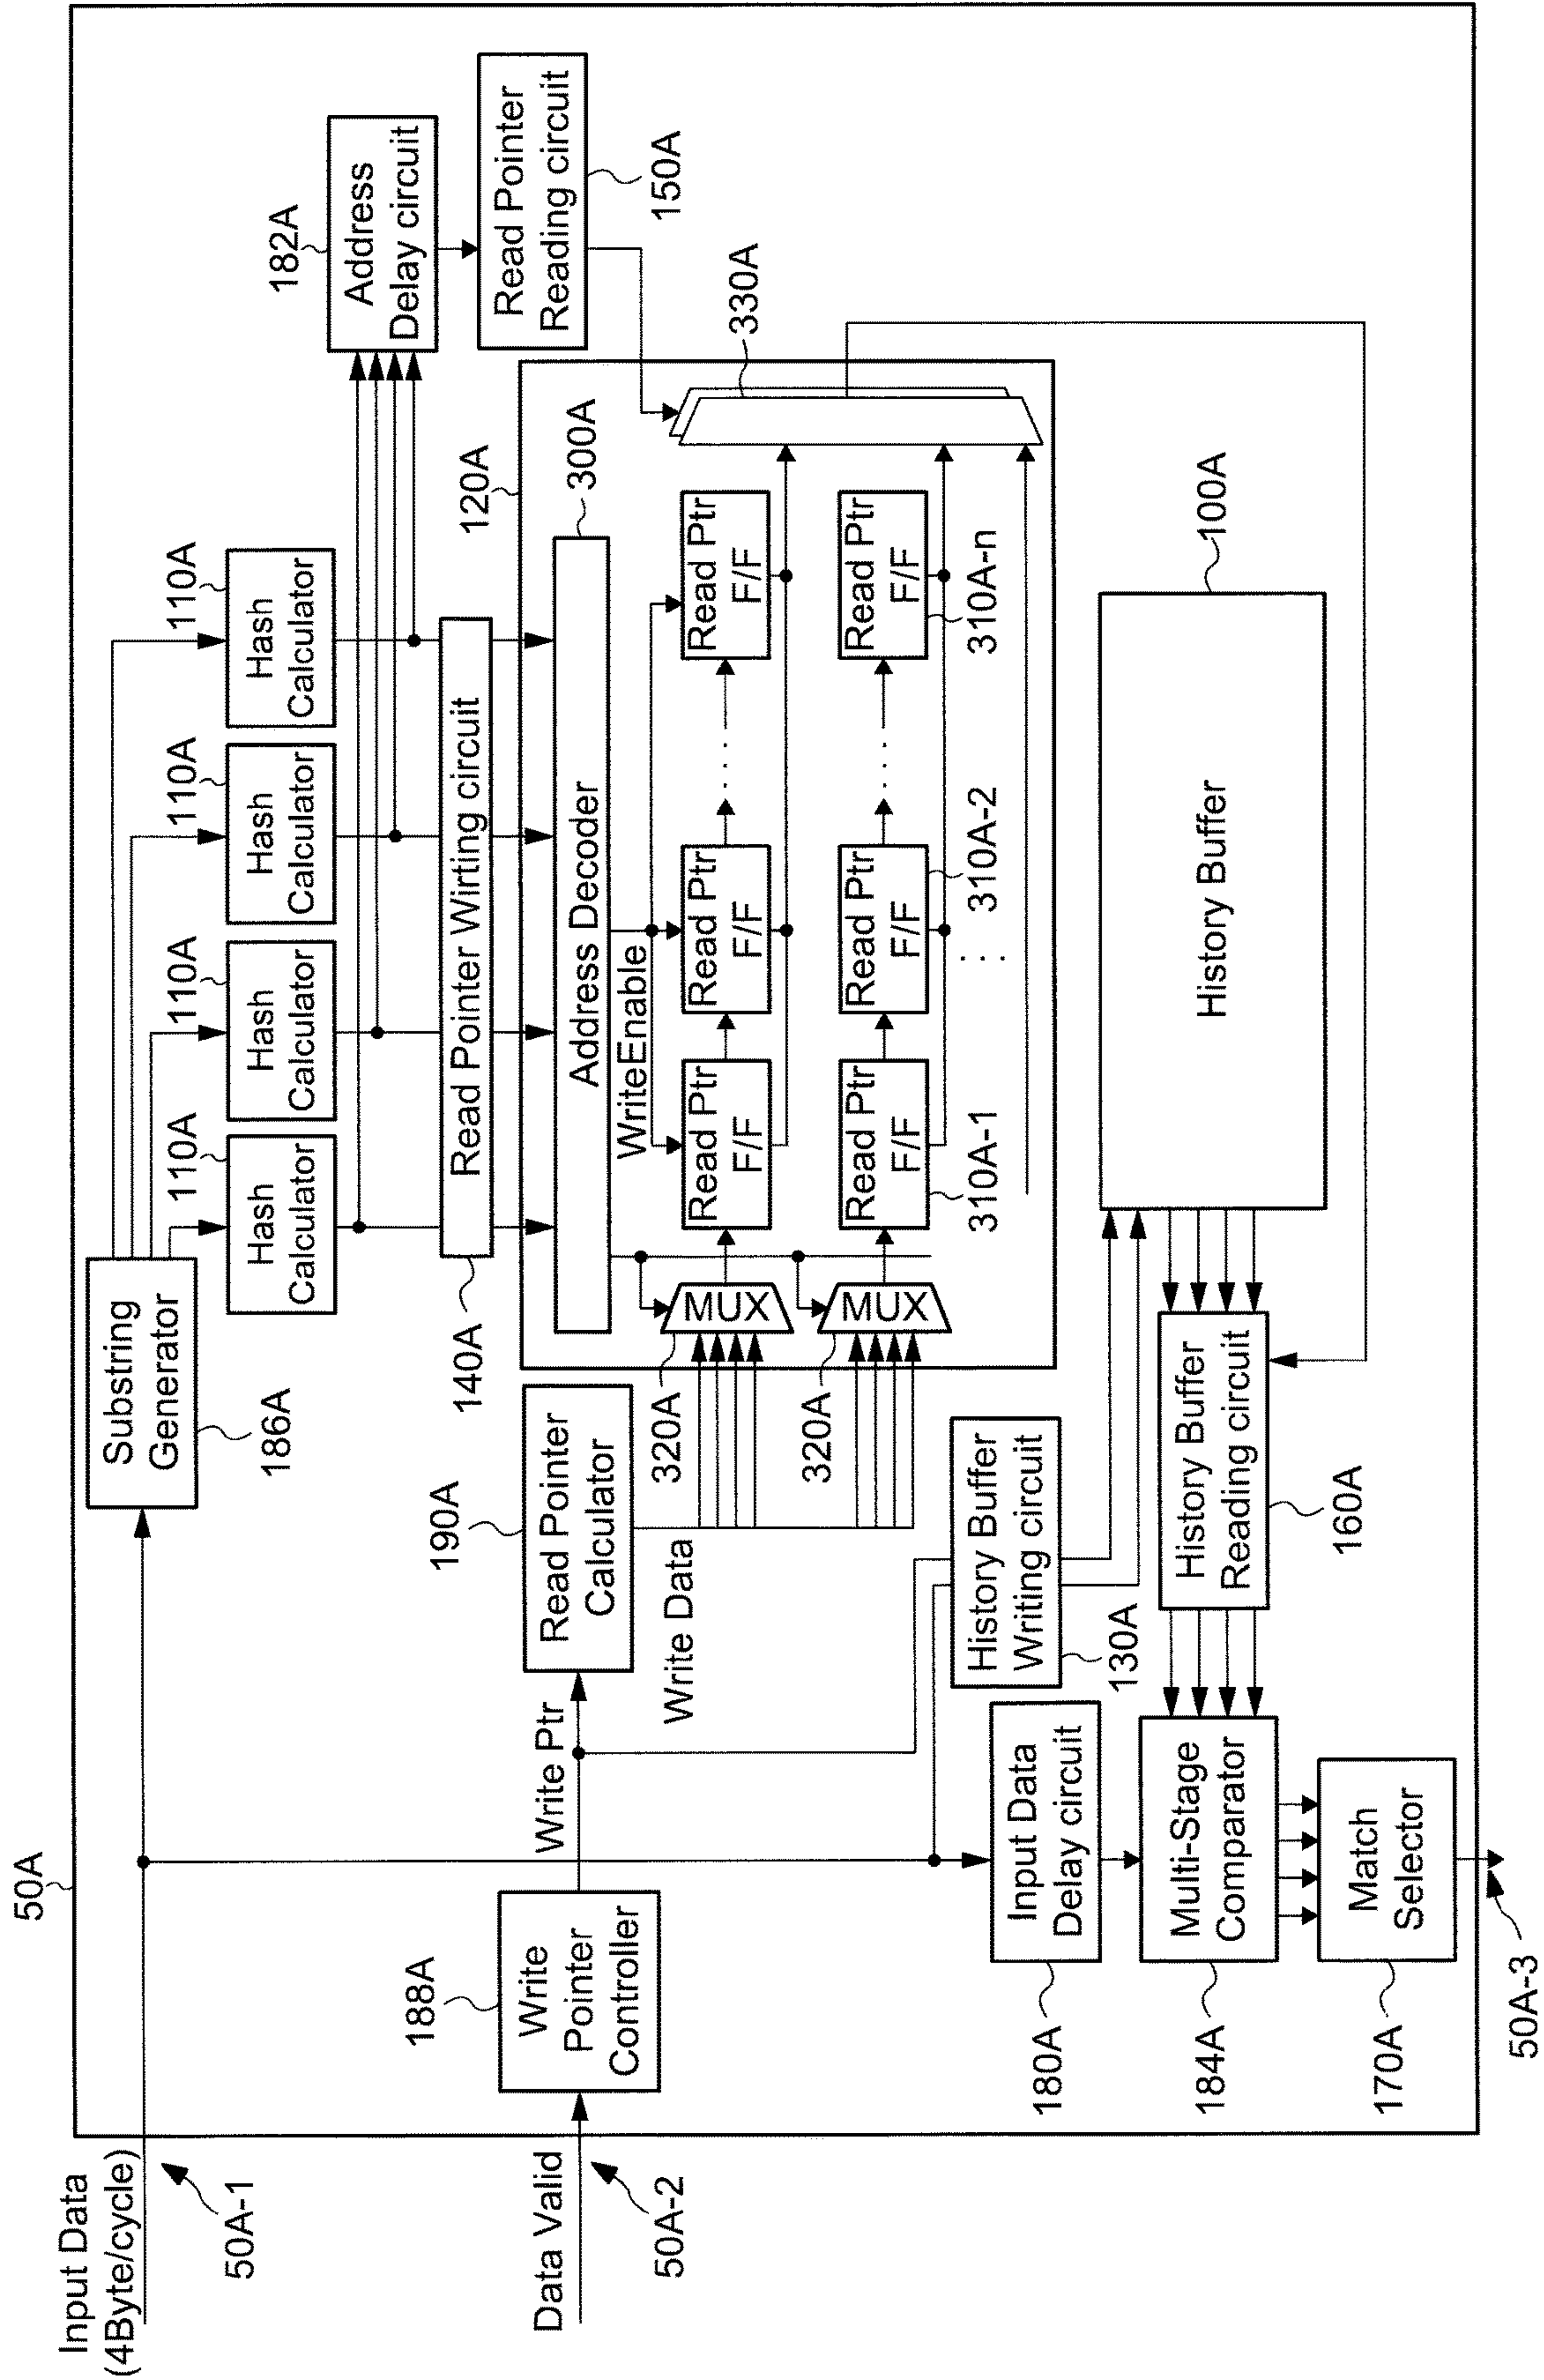 50A
Input Data
(4Byte/cycle)
50A-1
Data Valid
50A-2
Substring
Generator
186A
110A
Hash
Calculator
110A
Hash
Calculator
110A
Hash
Calculator
110A
Hash
Calculator
182A
Address
Delay circuit
Read Pointer
Reading circuit
150A
140A
Read Pointer Wirting circuit
120A
300A
Address Decoder
WriteEnable
330A
188A
Write
Pointer
Controller
Write Ptr
190A
Read Pointer
Calculator
Write Data
320A
MUX
Read Ptr
F/F
Read Ptr
F/F
. . .
Read Ptr
F/F
320A
MUX
Read Ptr
F/F
310A-1
Read Ptr
F/F
310A-2
. . .
Read Ptr
F/F
310A-n
. . .
History Buffer
Writing circuit
130A
History Buffer
100A
Input Data
Delay circuit
180A
Multi-Stage
Comparator
184A
History Buffer
Reading circuit
160A
Match
Selector
170A
50A-3